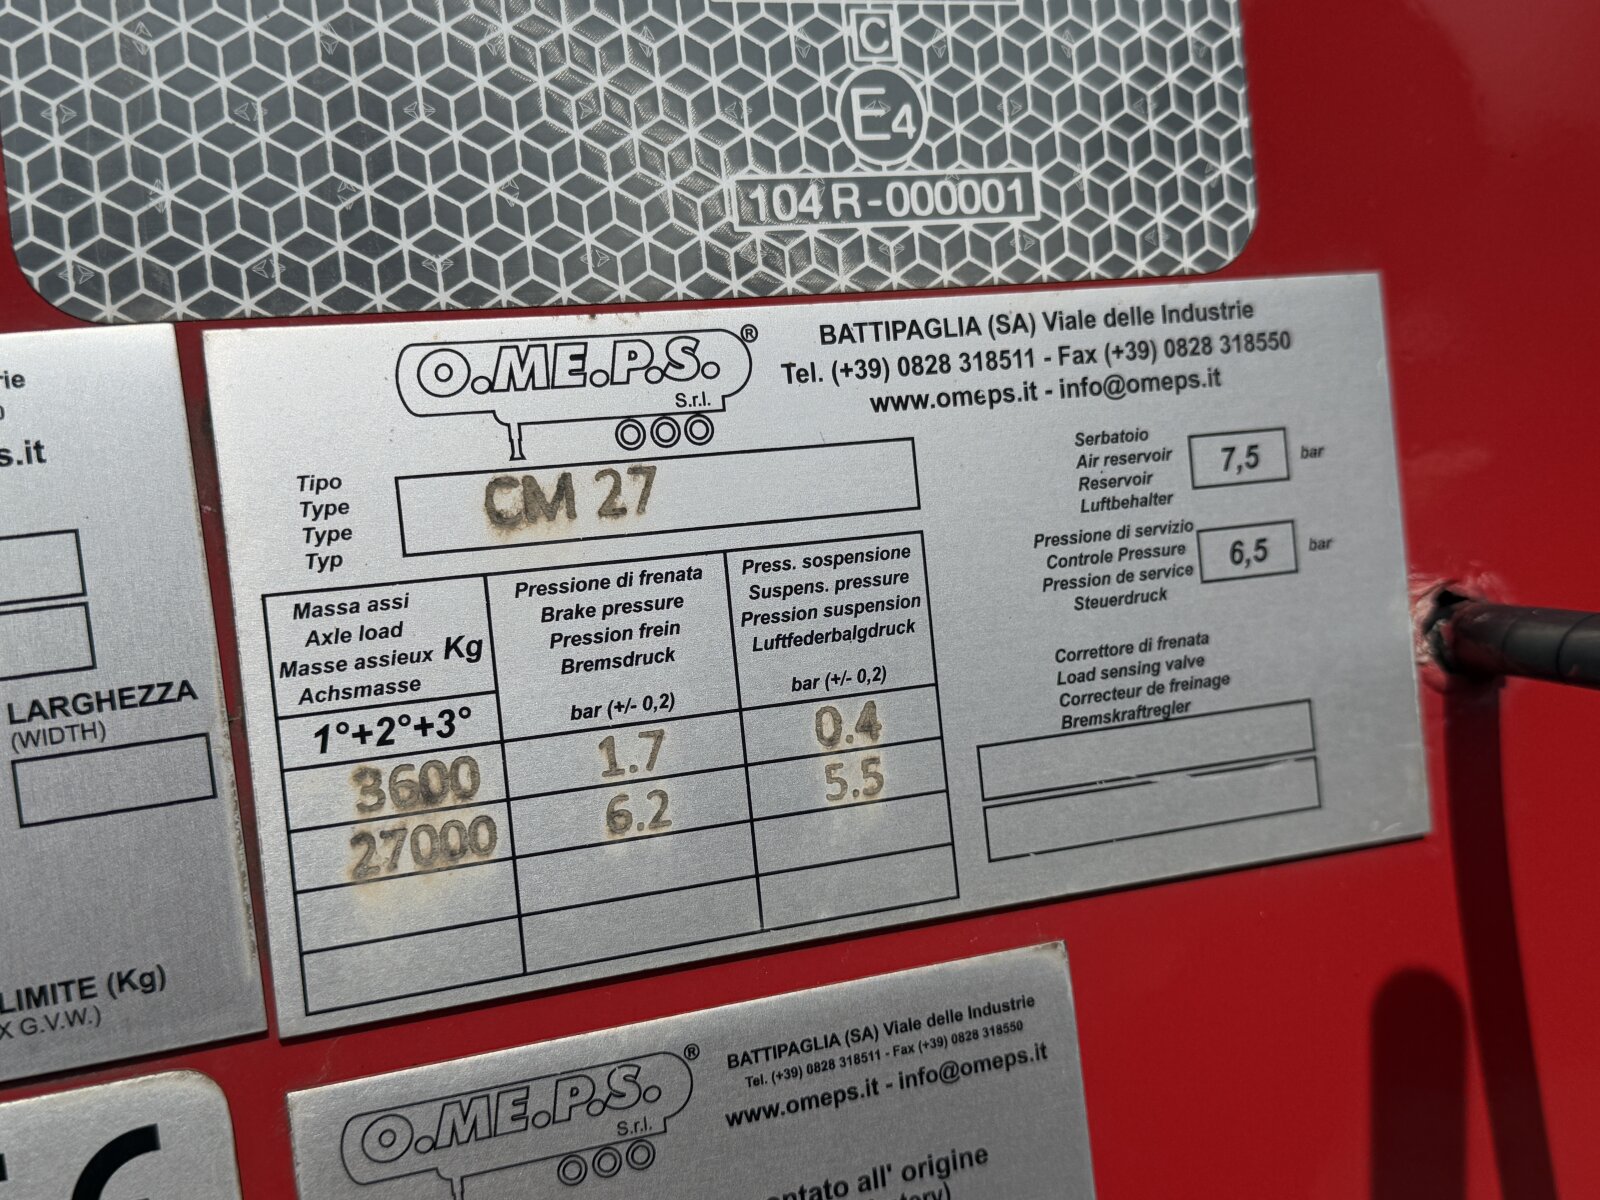 C
E4
104 R-000001
O.ME.P.S.®
S.r.l.
BATTIPAGLIA (SA) Viale delle Industrie
Tel. (+39) 0828 318511 - Fax (+39) 0828 318550
www.omeps.it - info@omeps.it
Tipo
Type
Type
Typ
CM 27
Serbatoio
Air reservoir
Reservoir
Luftbehalter
7,5 bar
Pressione di servizio
Controle Pressure
Pression de service
Steuerdruck
6,5 bar
Massa assi
Axle load
Masse assieux Kg
Achsmasse
1°+2°+3°
Pressione di frenata
Brake pressure
Pression frein
Bremsdruck
bar (+/- 0,2)
Press. sospensione
Suspens. pressure
Pression suspension
Luftfederbalgdruck
bar (+/- 0,2)
3600 1.7 0.4
27000 6.2 5.5
Correttore di frenata
Load sensing valve
Correcteur de freinage
Bremskraftregler
s.it
LARGHEZZA
(WIDTH)
LIMITE (Kg)
X G.V.W.)
O.ME.P.S.®
S.r.l.
BATTIPAGLIA (SA) Viale delle Industrie
Tel. (+39) 0828 318511 - Fax (+39) 0828 318550
www.omeps.it - info@omeps.it
all' origine